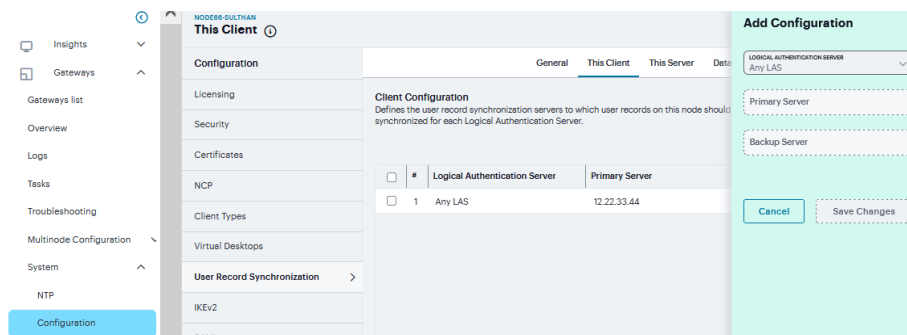 Insights
Gateways
Gateways list
Overview
Logs
Tasks
Troubleshooting
Multinode Configuration
System
NTP
Configuration
NODE66-SULTHAN
This Client
Configuration
Licensing
Security
Certificates
NCP
Client Types
Virtual Desktops
User Record Synchronization
IKEv2
General This Client This Server Data
Client Configuration
Defines the user record synchronization servers to which user records on this node should
synchronized for each Logical Authentication Server.
# Logical Authentication Server Primary Server
1 Any LAS 12.22.33.44
Add Configuration
LOGICAL AUTHENTICATION SERVER
Any LAS
Primary Server
Backup Server
Cancel Save Changes